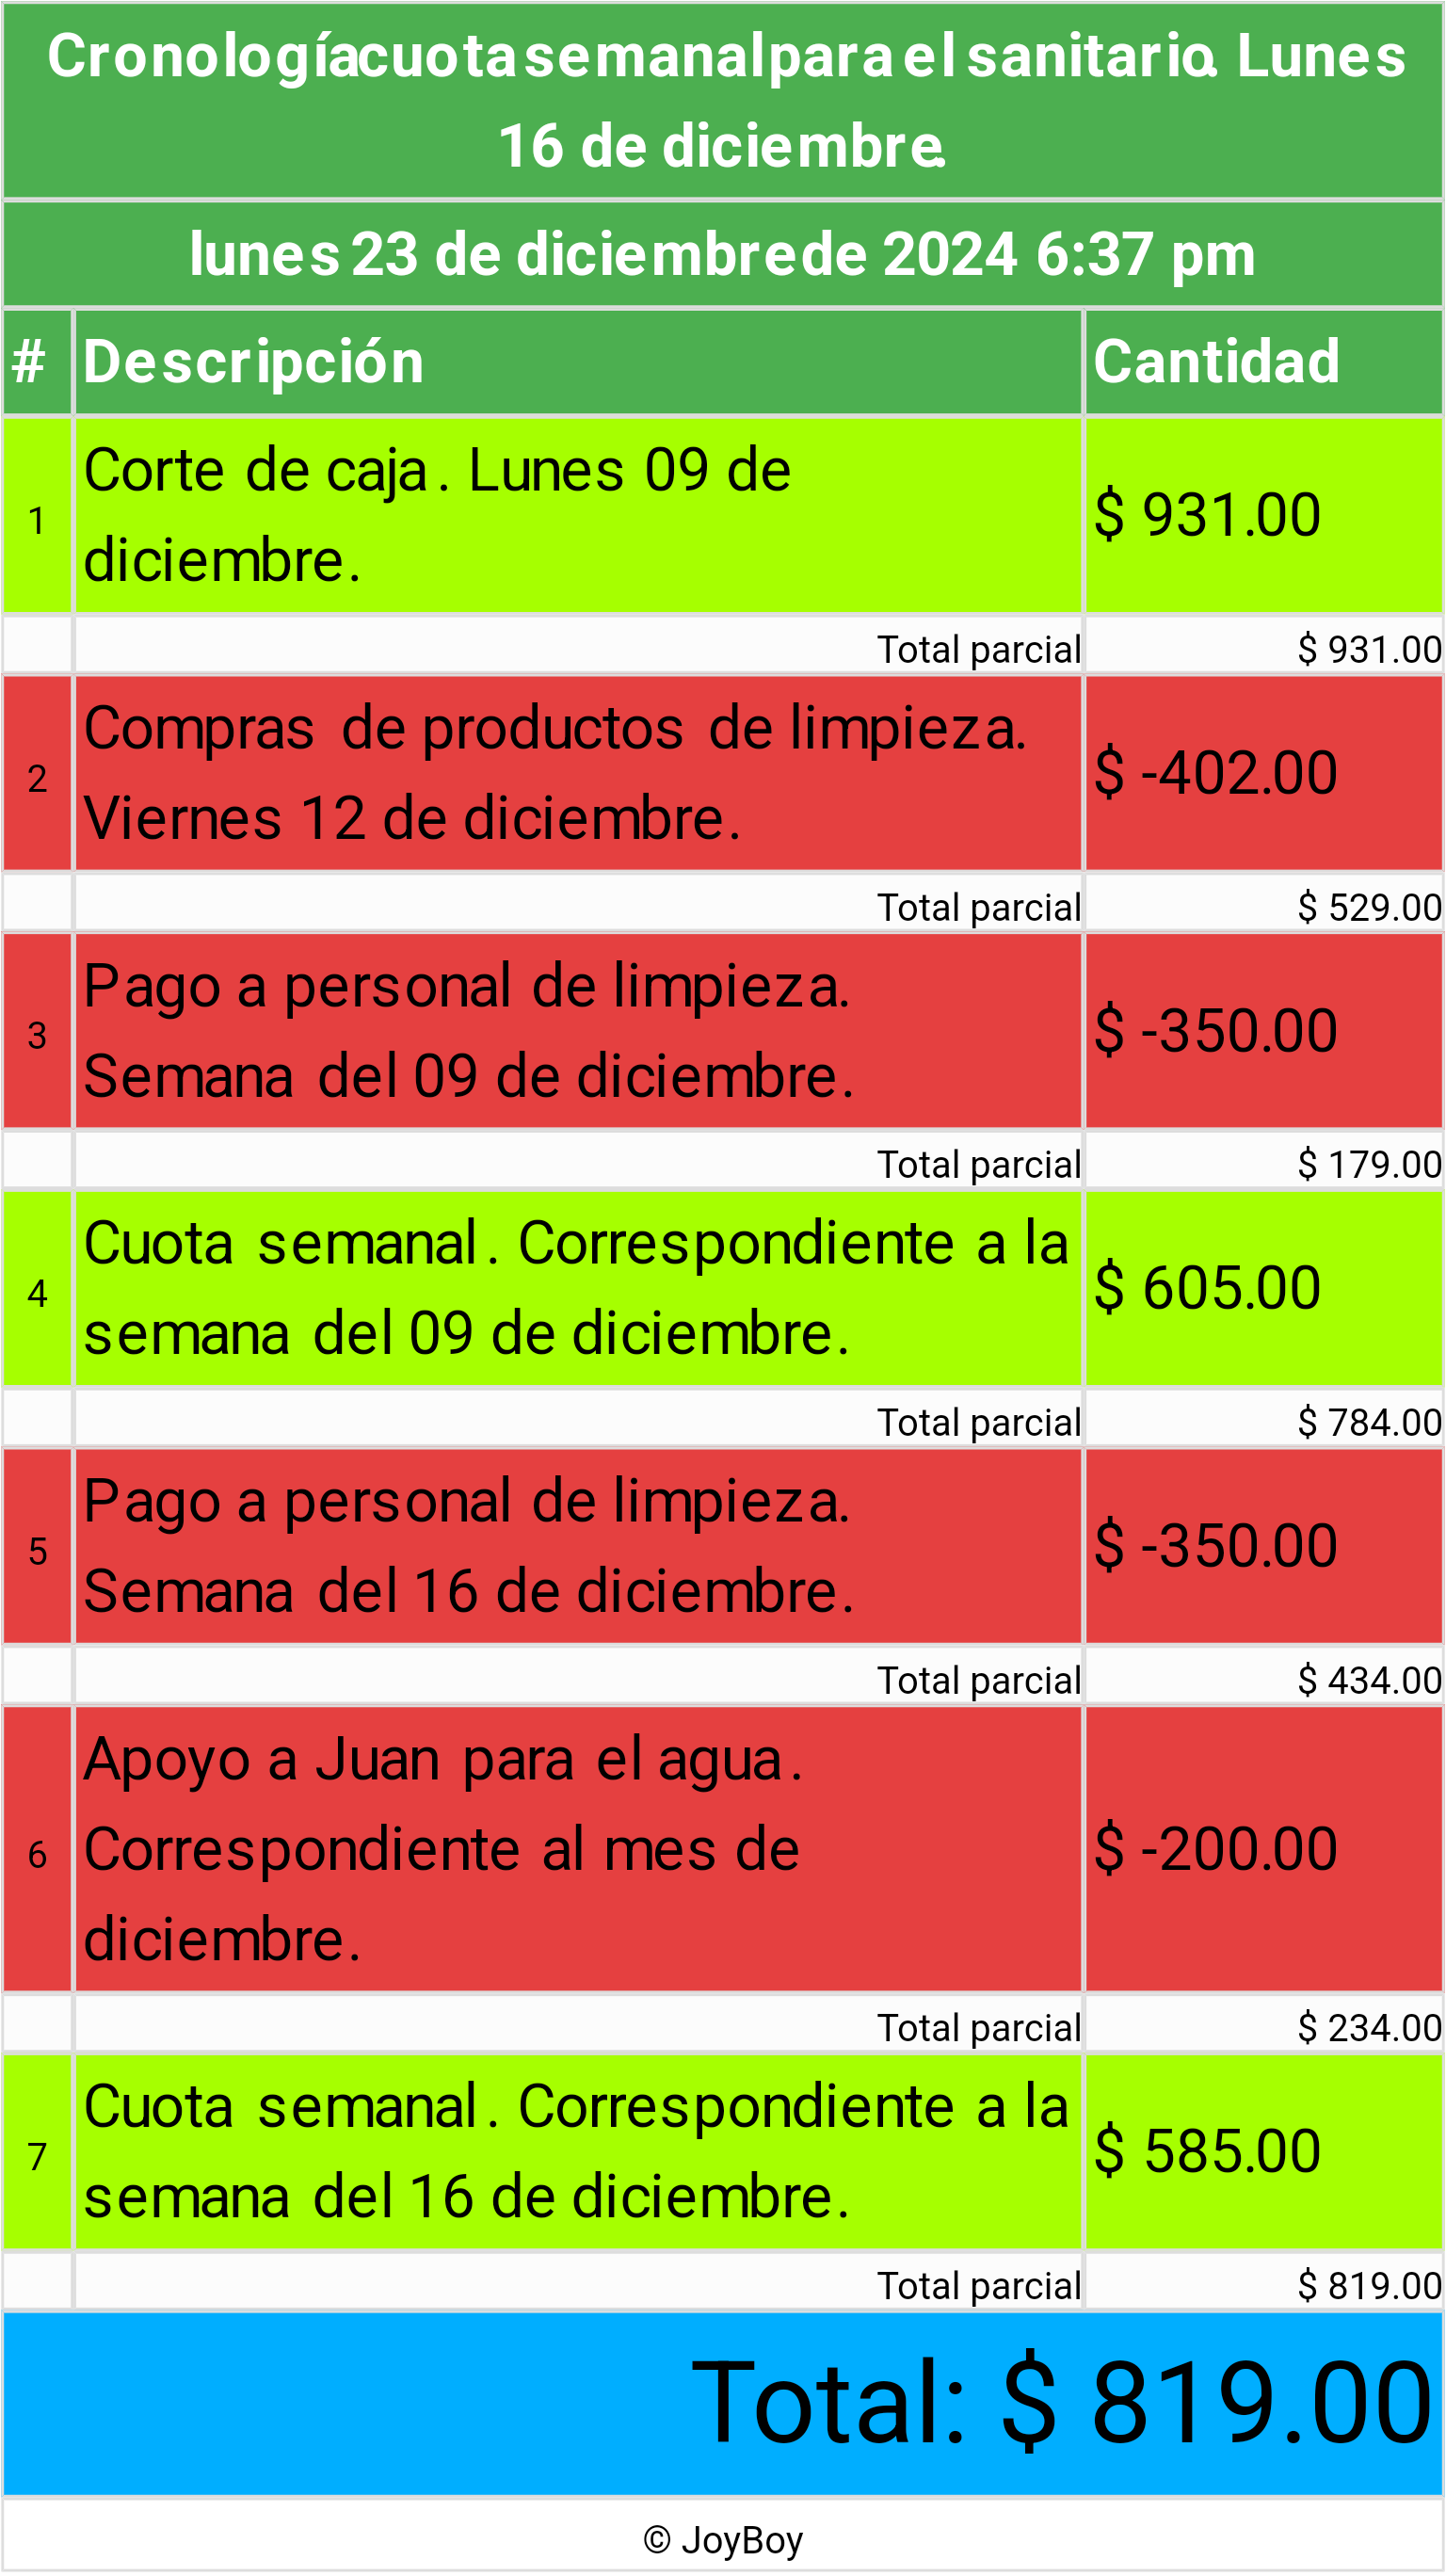 Cronología cuota semanal para el sanitario. Lunes
16 de diciembre.
lunes 23 de diciembre de 2024 6:37 pm
# Descripción Cantidad
Corte de caja. Lunes 09 de
1 $ 931.00
diciembre.
Total parcial $ 931.00
Compras de productos de limpieza.
2 $ -402.00
Viernes 12 de diciembre.
Total parcial $ 529.00
Pago a personal de limpieza.
3 $ -350.00
Semana del 09 de diciembre.
Total parcial $ 179.00
Cuota semanal. Correspondiente a la
4 $ 605.00
semana del 09 de diciembre.
Total parcial $ 784.00
Pago a personal de limpieza.
5 $ -350.00
Semana del 16 de diciembre.
Total parcial $ 434.00
Apoyo a Juan para el agua.
6 Correspondiente al mes de $ -200.00
diciembre.
Total parcial $ 234.00
Cuota semanal. Correspondiente a la
7 $ 585.00
semana del 16 de diciembre.
Total parcial $ 819.00
Total: $ 819.00
© JoyBoy